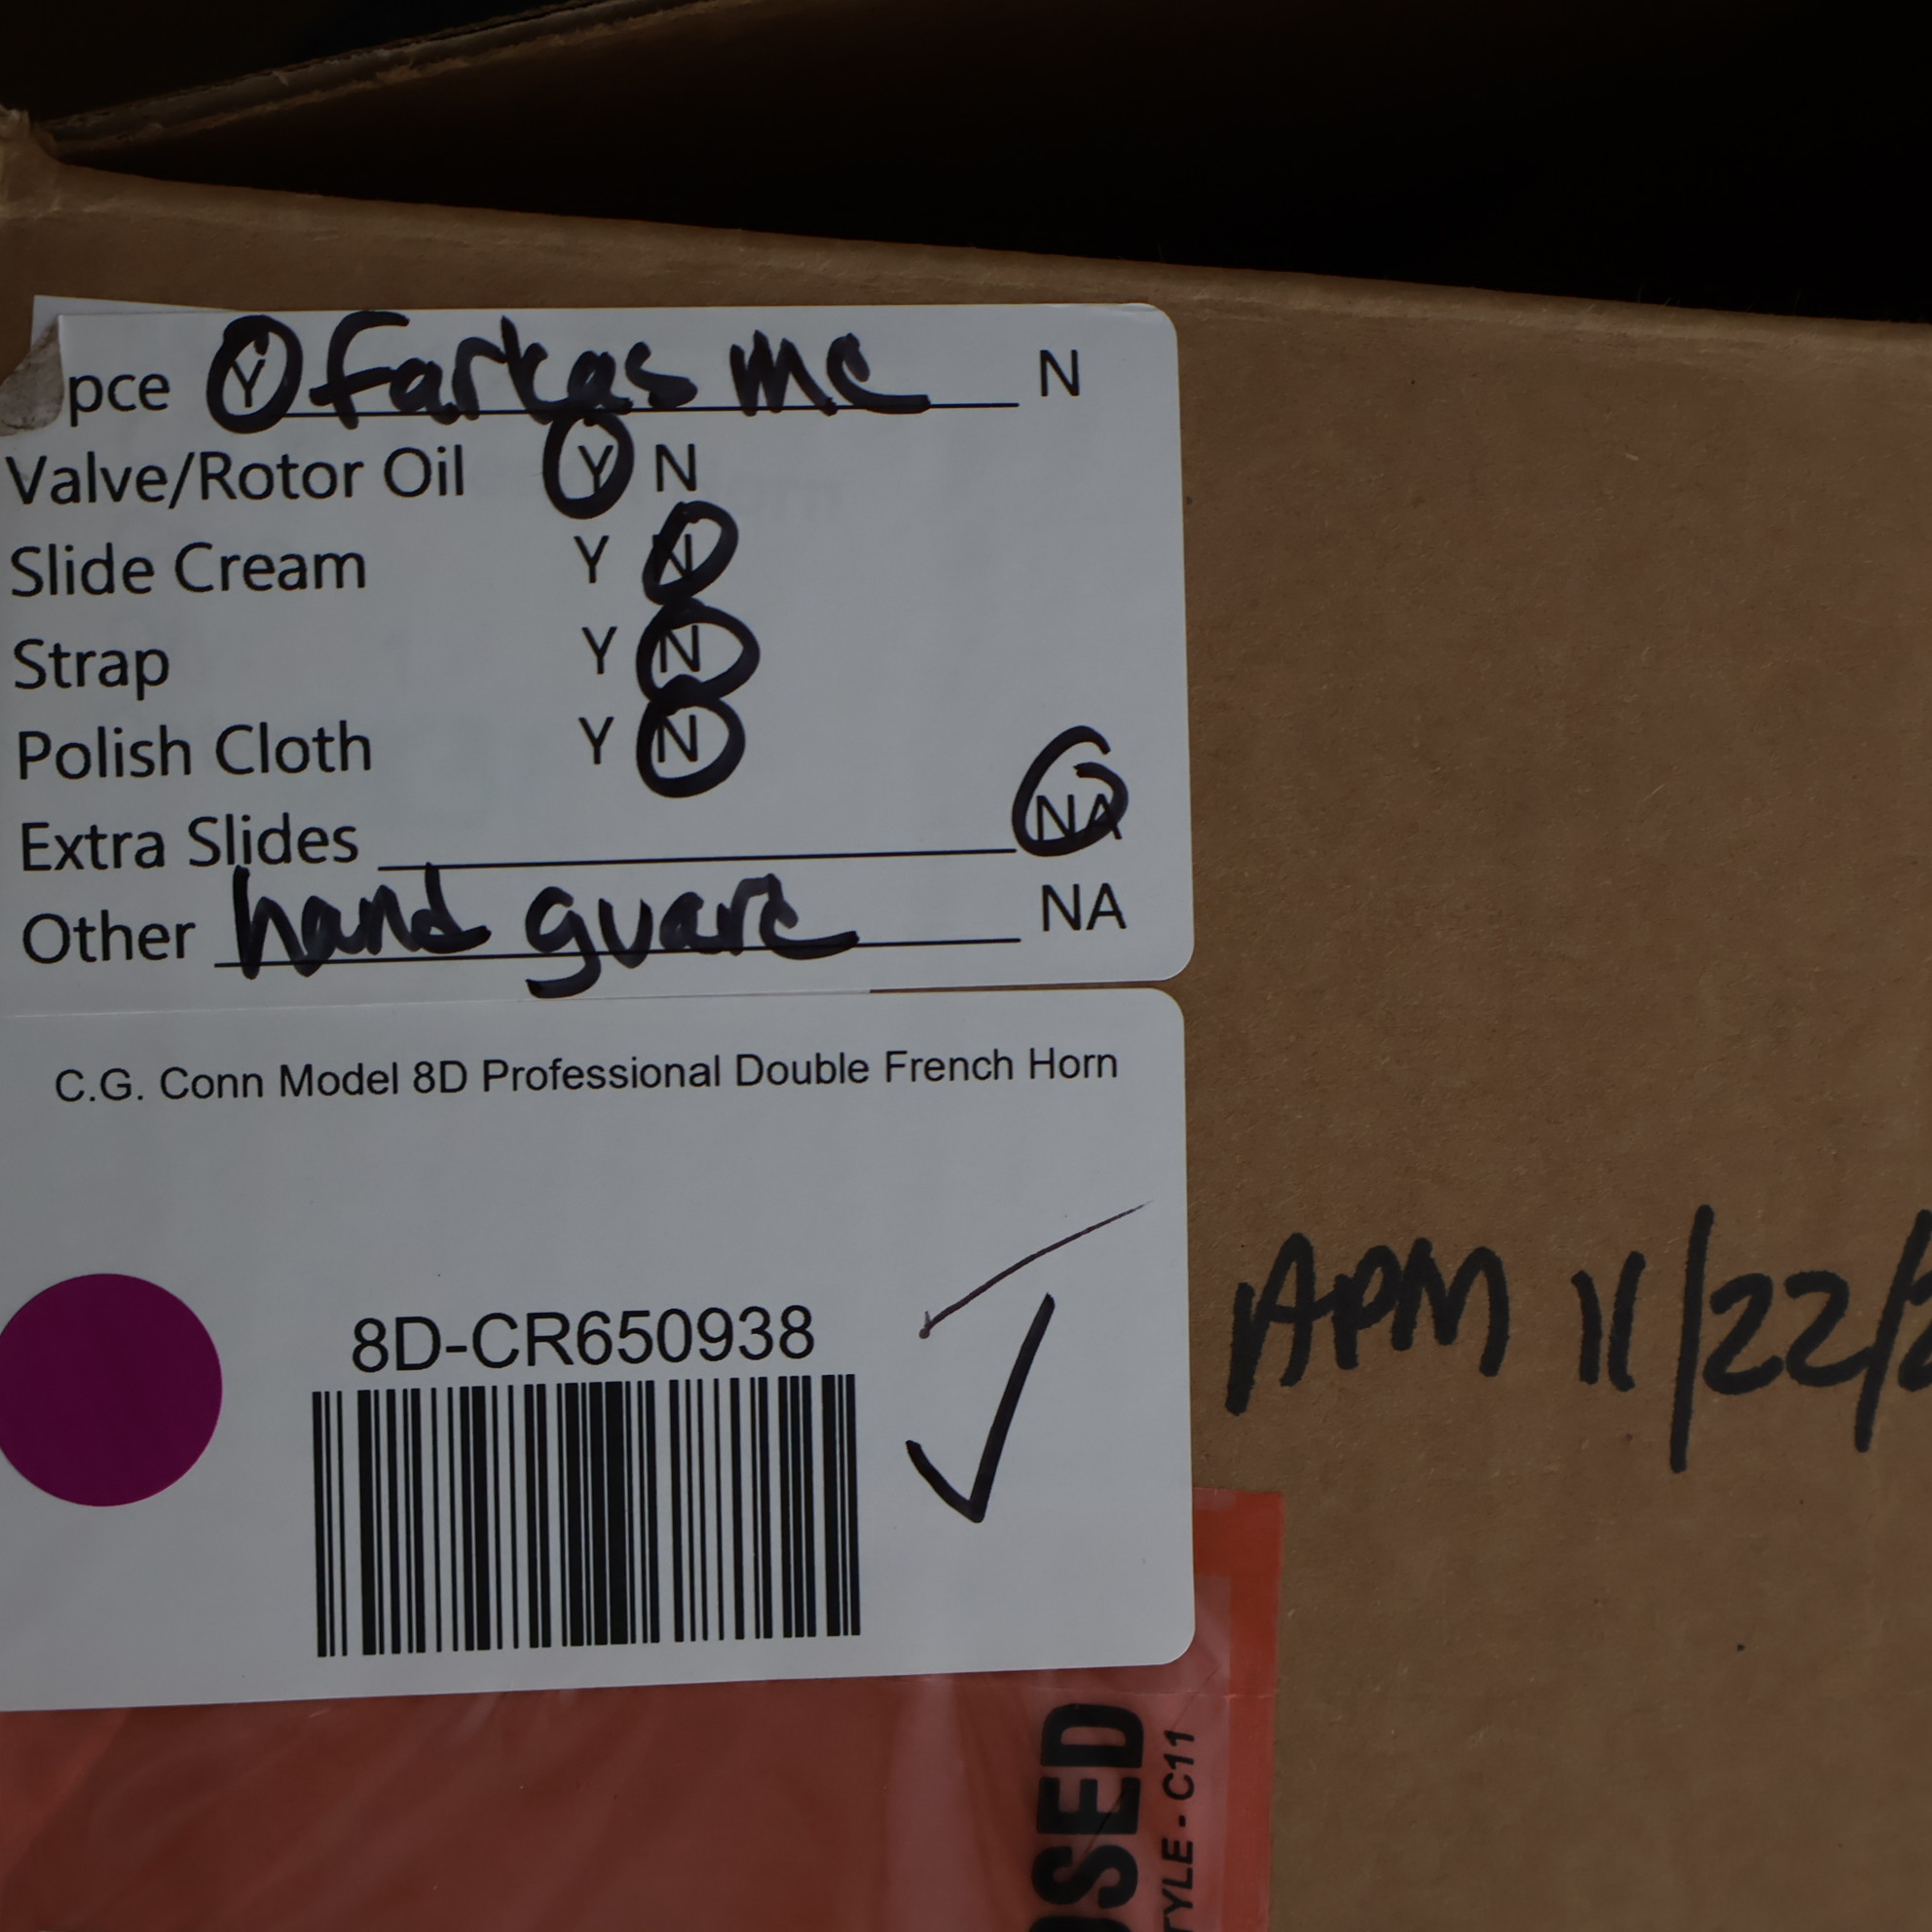 pce Y farkas mc N
Valve/Rotor Oil Y N
Slide Cream Y N
Strap Y N
Polish Cloth Y N
Extra Slides NA
Other hand guard NA
C.G. Conn Model 8D Professional Double French Horn
8D-CR650938
APM 11/22/
OSED
TYLE - C11